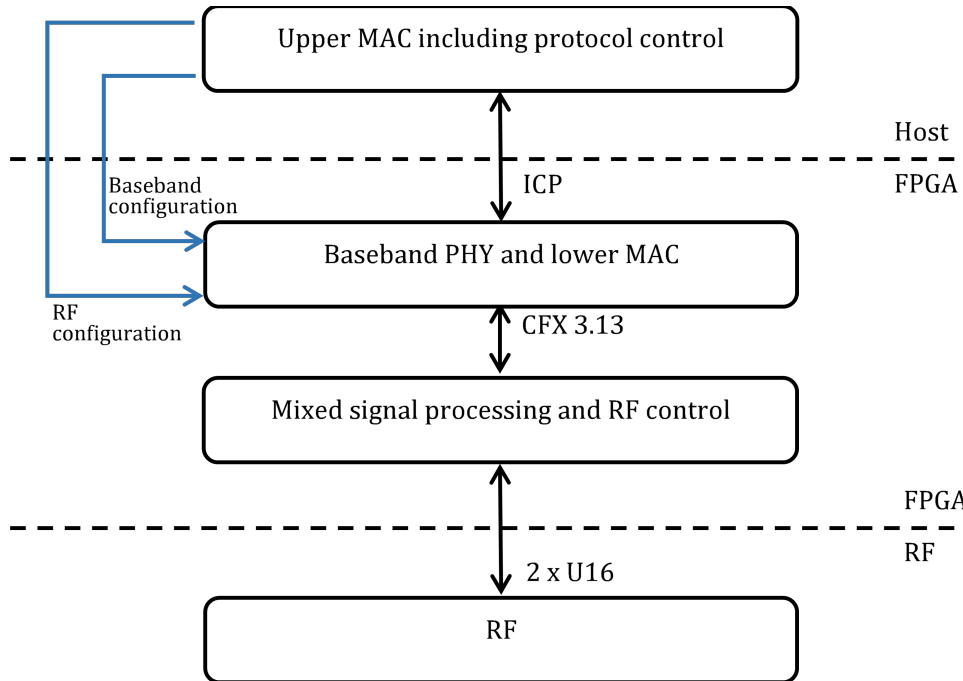 Upper MAC including protocol control
Host
ICP
FPGA
Baseband
configuration
Baseband PHY and lower MAC
RF
configuration
CFX 3.13
Mixed signal processing and RF control
FPGA
RF
2 x U16
RF